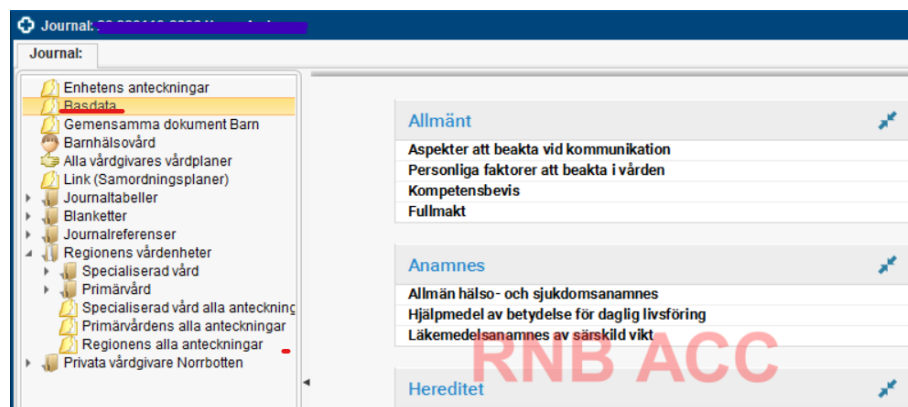 Journal:
Journal:
Enhetens anteckningar
Basdata
Gemensamma dokument Barn
Barnhälsovård
Alla vårdgivares vårdplaner
Link (Samordningsplaner)
Journaltabeller
Blanketter
Journalreferenser
Regionens vårdenheter
Specialiserad vård
Primärvård
Specialiserad vård alla anteckning
Primärvårdens alla anteckningar
Regionens alla anteckningar
Privata vårdgivare Norrbotten
Allmänt
Aspekter att beakta vid kommunikation
Personliga faktorer att beakta i vården
Kompetensbevis
Fullmakt
Anamnes
Allmän hälso- och sjukdomsanamnes
Hjälpmedel av betydelse för daglig livsföring
Läkemedelsanamnes av särskild vikt
RNB ACC
Hereditet